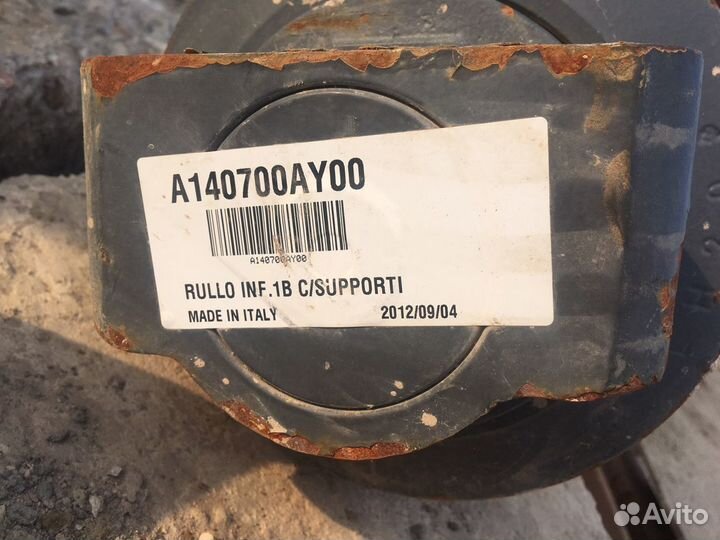 A140700AY00
A140700AY00
RULLO INF.1B C/SUPPORTI
MADE IN ITALY 2012/09/04
Avito